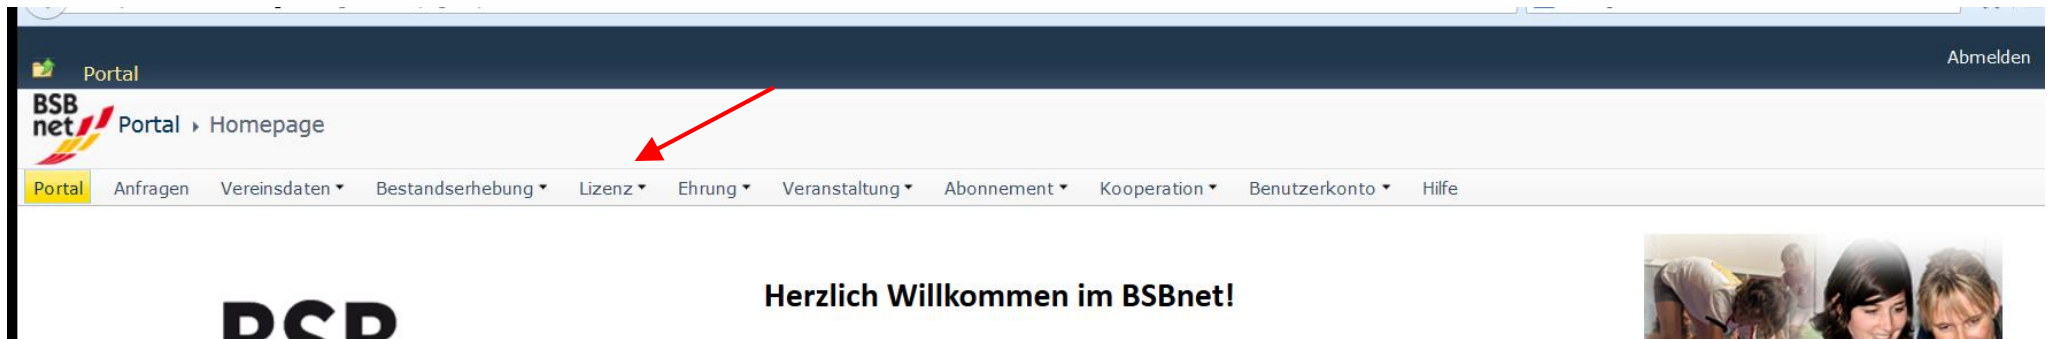 Abmelden
Portal
BSB
net
Portal Homepage
Portal Anfragen Vereinsdaten Bestandserhebung Lizenz Ehrung Veranstaltung Abonnement Kooperation Benutzerkonto Hilfe
Herzlich Willkommen im BSBnet!
BSB